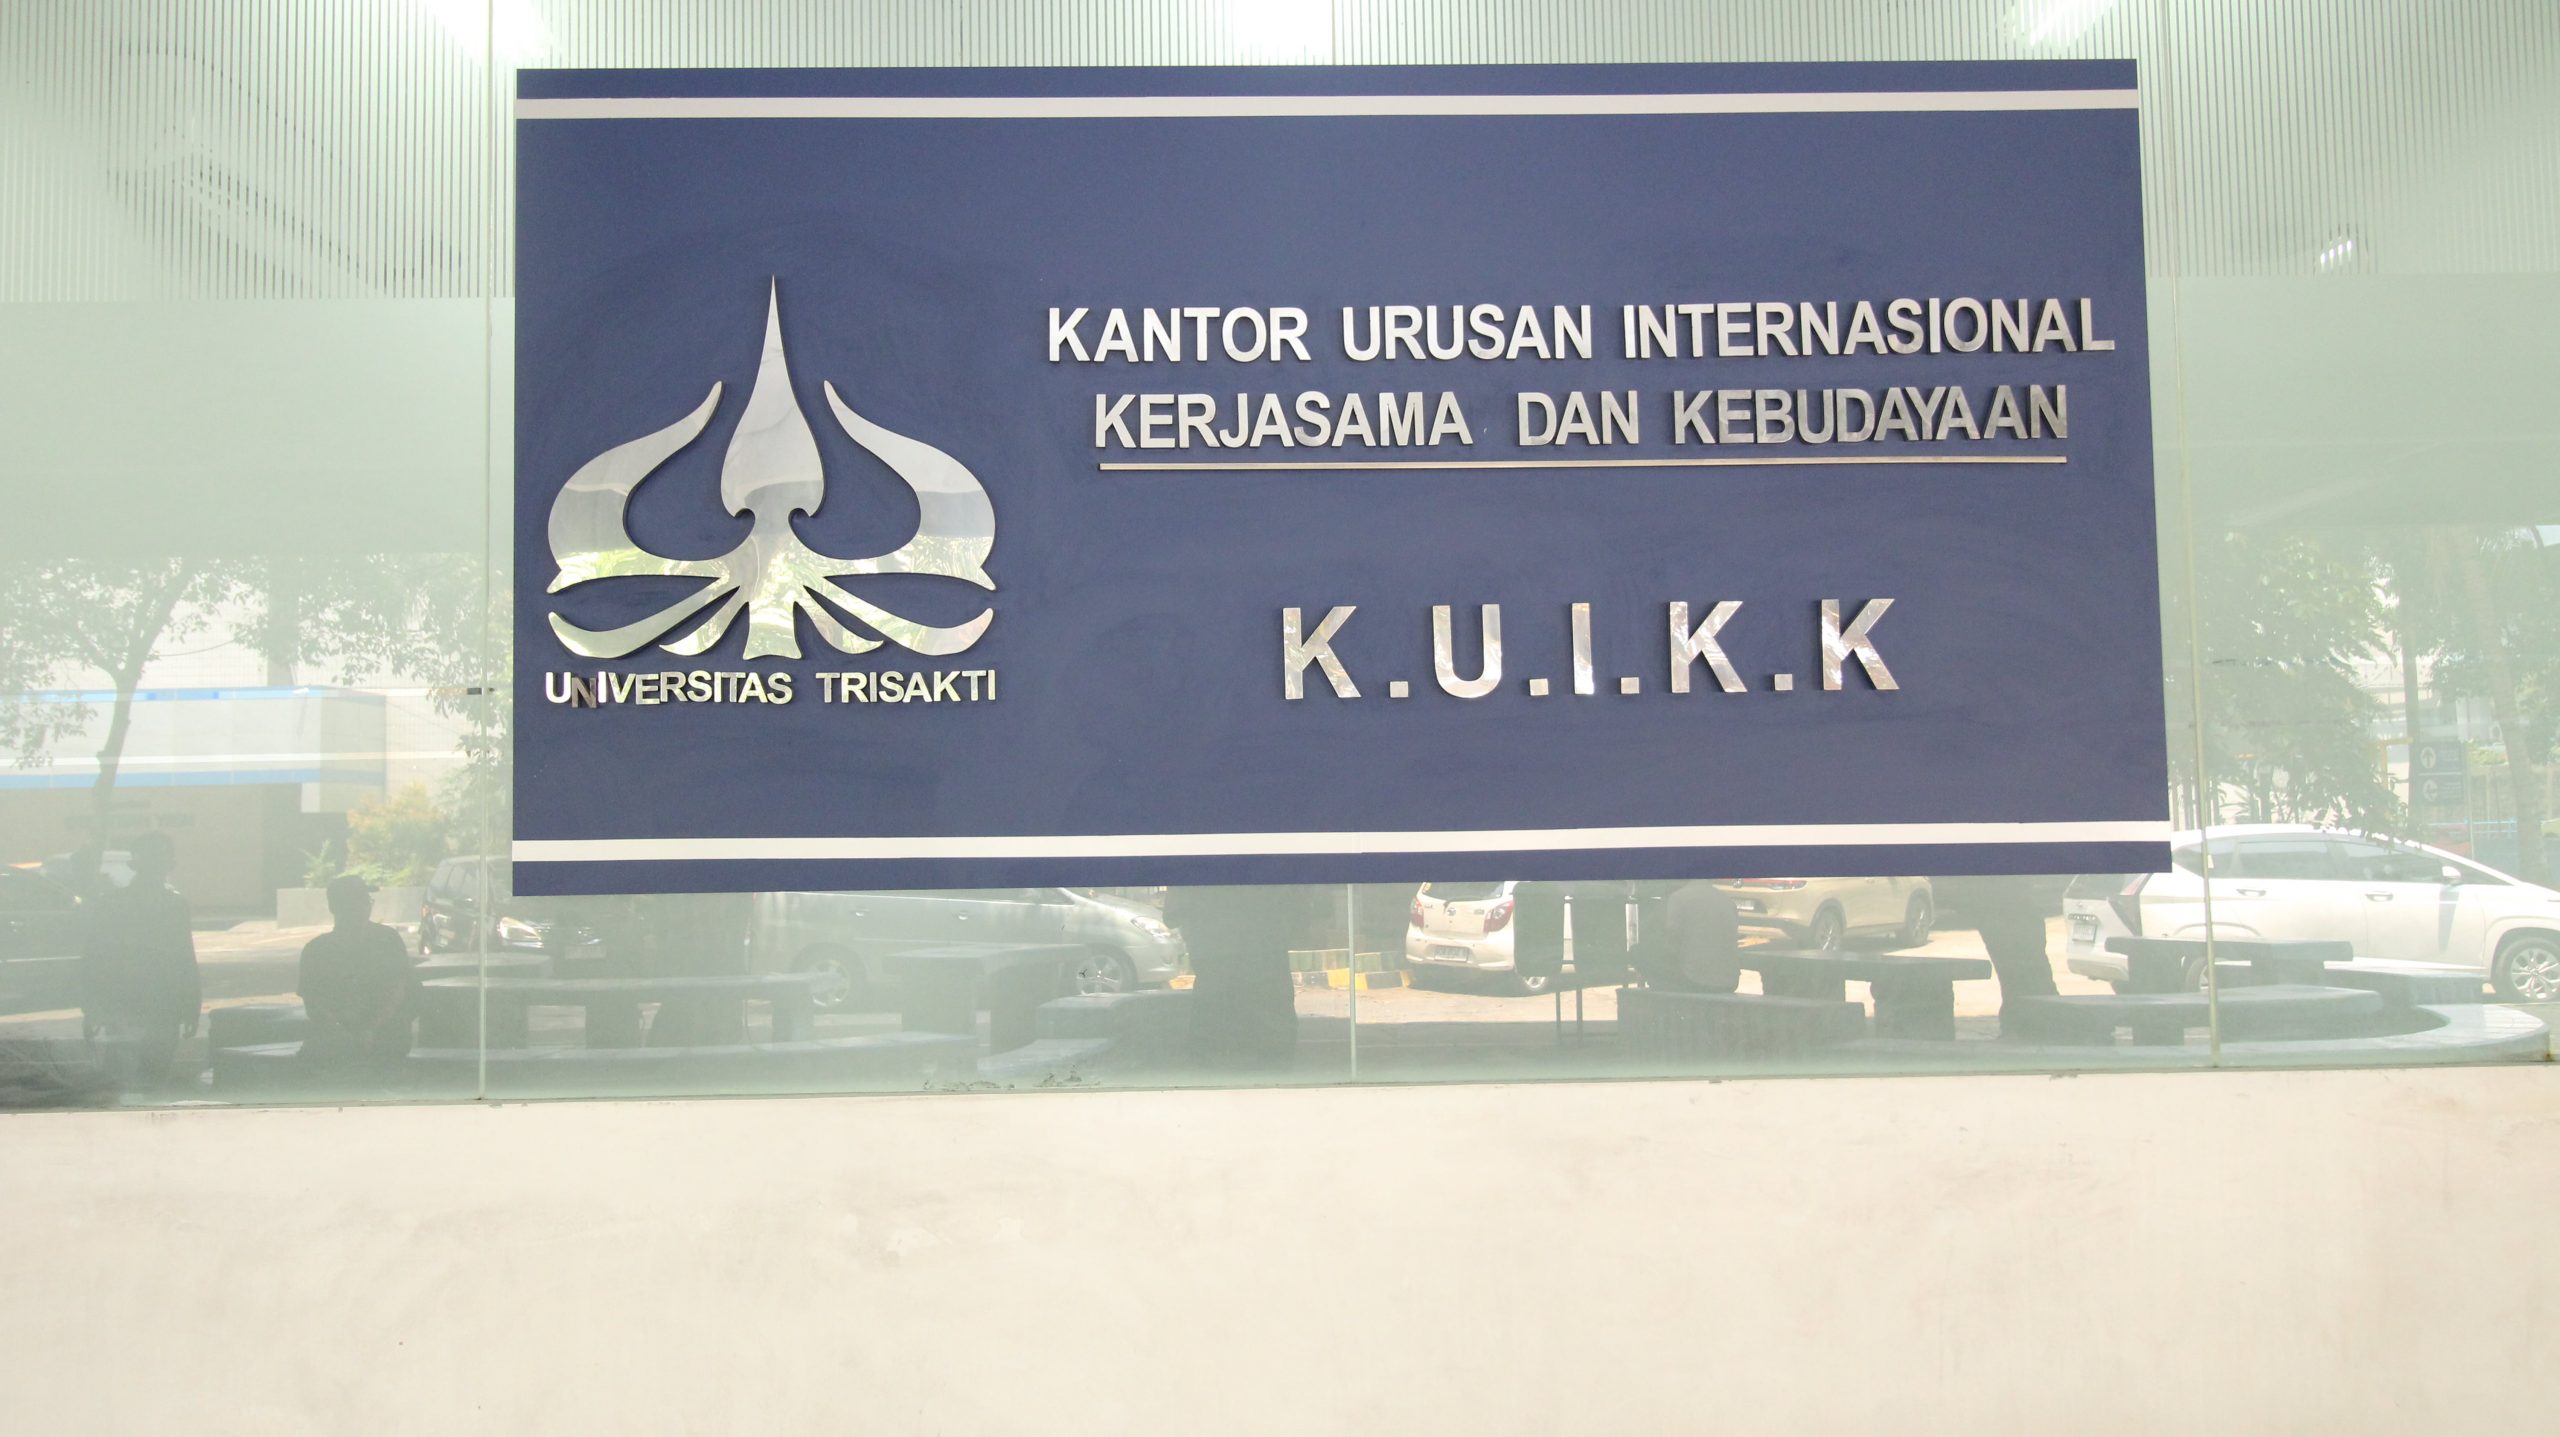 KANTOR URUSAN INTERNASIONAL
KERJASAMA DAN KEBUDAYAAN
K.U.I.K.K
UNIVERSITAS TRISAKTI